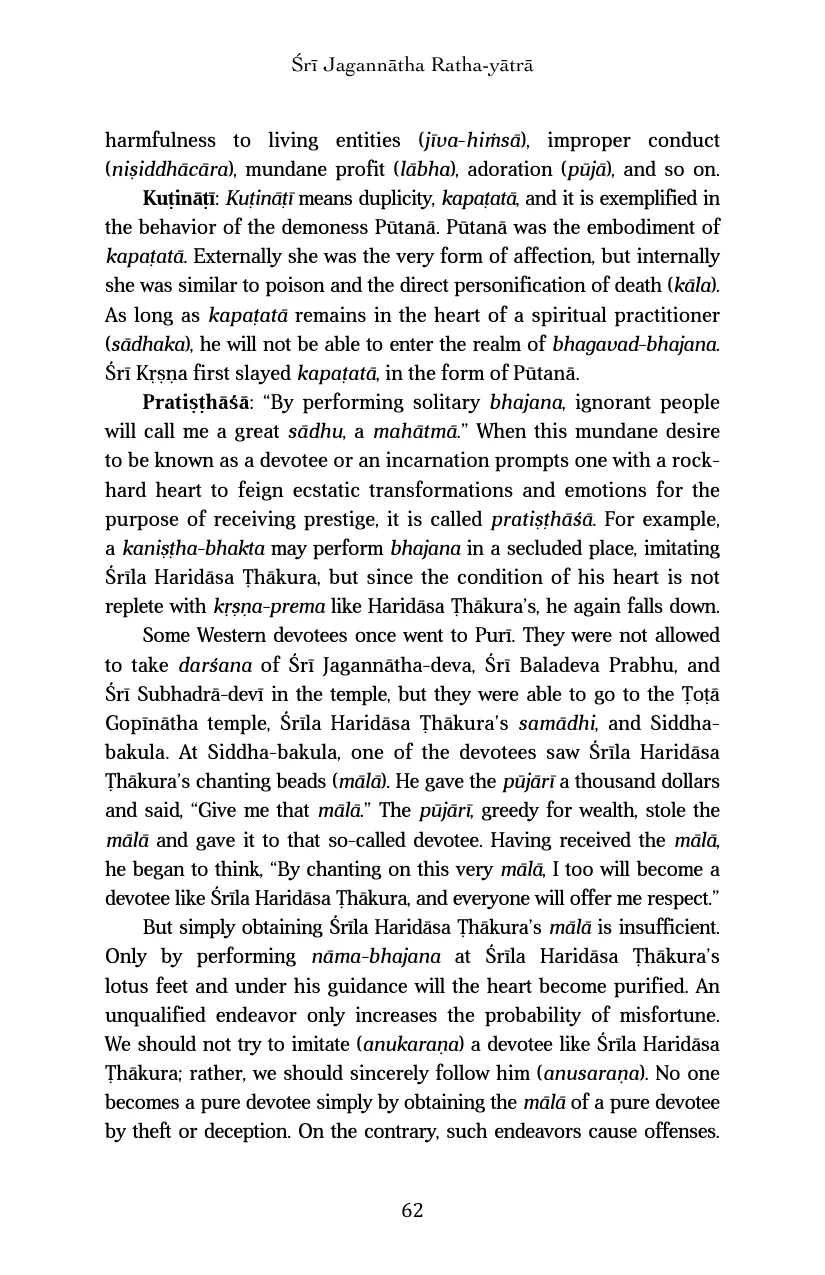 Śrī Jagannātha Ratha-yātrā
harmfulness to living entities (jīva-hiṁsā), improper conduct
(niṣiddhācāra), mundane profit (lābha), adoration (pūjā), and so on.
Kuṭināṭī: Kuṭināṭī means duplicity, kapaṭatā, and it is exemplified in
the behavior of the demoness Pūtanā. Pūtanā was the embodiment of
kapaṭatā. Externally she was the very form of affection, but internally
she was similar to poison and the direct personification of death (kāla).
As long as kapaṭatā remains in the heart of a spiritual practitioner
(sādhaka), he will not be able to enter the realm of bhagavad-bhajana.
Śrī Kṛṣṇa first slayed kapaṭatā, in the form of Pūtanā.
Pratiṣṭhāśā: “By performing solitary bhajana, ignorant people
will call me a great sādhu, a mahātmā.” When this mundane desire
to be known as a devotee or an incarnation prompts one with a rock-
hard heart to feign ecstatic transformations and emotions for the
purpose of receiving prestige, it is called pratiṣṭhāśā. For example,
a kaniṣṭha-bhakta may perform bhajana in a secluded place, imitating
Śrīla Haridāsa Ṭhākura, but since the condition of his heart is not
replete with kṛṣṇa-prema like Haridāsa Ṭhākura’s, he again falls down.
Some Western devotees once went to Purī. They were not allowed
to take darśana of Śrī Jagannātha-deva, Śrī Baladeva Prabhu, and
Śrī Subhadrā-devī in the temple, but they were able to go to the Ṭoṭā
Gopīnātha temple, Śrīla Haridāsa Ṭhākura’s samādhi, and Siddha-
bakula. At Siddha-bakula, one of the devotees saw Śrīla Haridāsa
Ṭhākura’s chanting beads (mālā). He gave the pūjārī a thousand dollars
and said, “Give me that mālā.” The pūjārī, greedy for wealth, stole the
mālā and gave it to that so-called devotee. Having received the mālā,
he began to think, “By chanting on this very mālā, I too will become a
devotee like Śrīla Haridāsa Ṭhākura, and everyone will offer me respect.”
But simply obtaining Śrīla Haridāsa Ṭhākura’s mālā is insufficient.
Only by performing nāma-bhajana at Śrīla Haridāsa Ṭhākura’s
lotus feet and under his guidance will the heart become purified. An
unqualified endeavor only increases the probability of misfortune.
We should not try to imitate (anukaraṇa) a devotee like Śrīla Haridāsa
Ṭhākura; rather, we should sincerely follow him (anusaraṇa). No one
becomes a pure devotee simply by obtaining the mālā of a pure devotee
by theft or deception. On the contrary, such endeavors cause offenses.
62